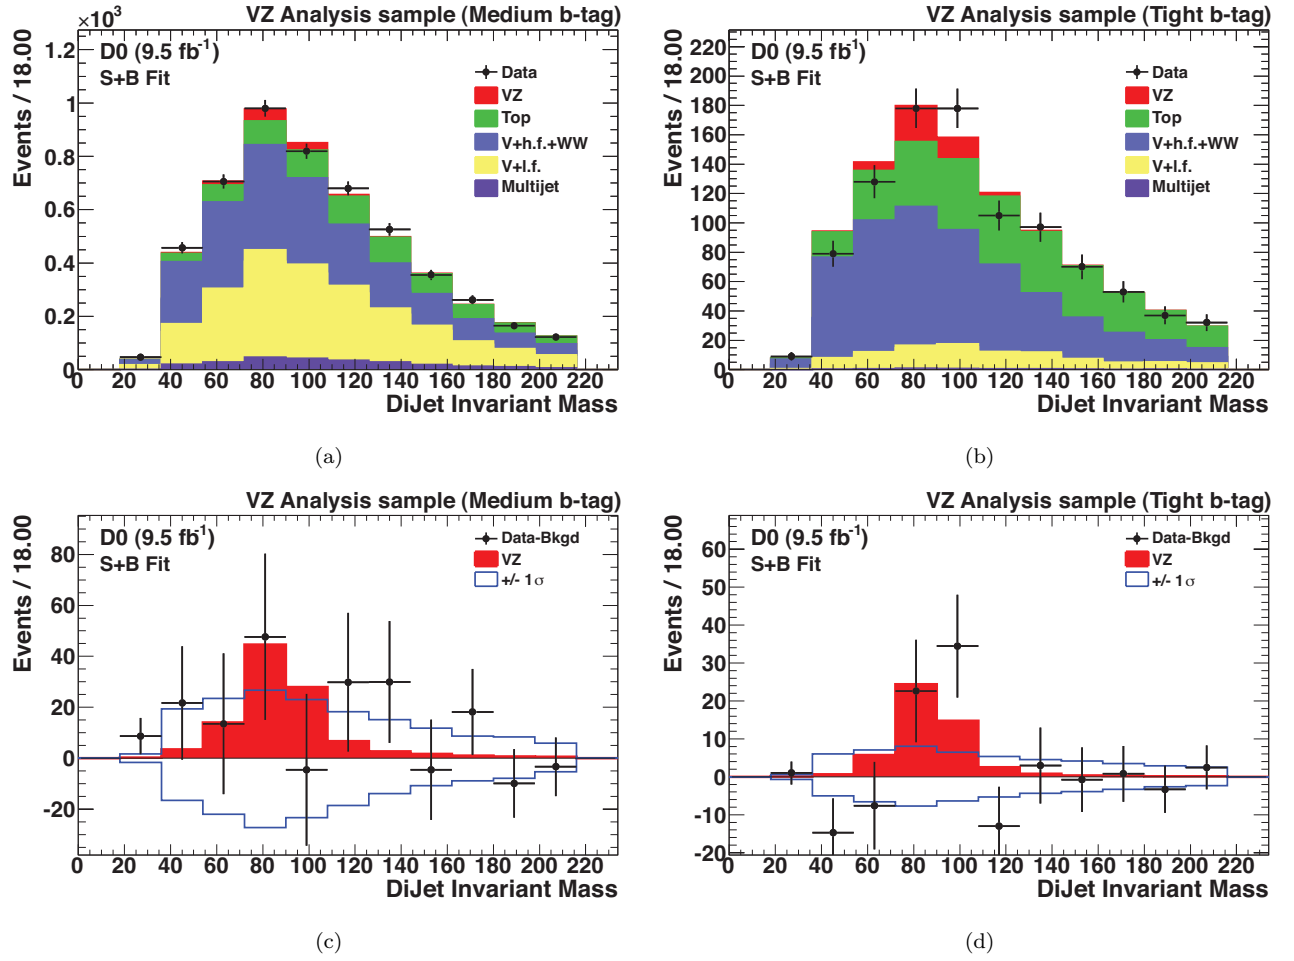 VZ Analysis sample (Medium b-tag)
×10³
D0 (9.5 fb⁻¹)
S+B Fit
Data
VZ
Top
V+h.f.+WW
V+l.f.
Multijet
Events / 18.00
1.2
1
0.8
0.6
0.4
0.2
0
0 20 40 60 80 100 120 140 160 180 200 220
DiJet Invariant Mass
(a)
VZ Analysis sample (Tight b-tag)
D0 (9.5 fb⁻¹)
S+B Fit
Data
VZ
Top
V+h.f.+WW
V+l.f.
Multijet
Events / 18.00
220
200
180
160
140
120
100
80
60
40
20
0
0 20 40 60 80 100 120 140 160 180 200 220
DiJet Invariant Mass
(b)
VZ Analysis sample (Medium b-tag)
D0 (9.5 fb⁻¹)
S+B Fit
Data-Bkgd
VZ
+/- 1σ
Events / 18.00
80
60
40
20
0
-20
0 20 40 60 80 100 120 140 160 180 200 220
DiJet Invariant Mass
(c)
VZ Analysis sample (Tight b-tag)
D0 (9.5 fb⁻¹)
S+B Fit
Data-Bkgd
VZ
+/- 1σ
Events / 18.00
60
50
40
30
20
10
0
-10
-20
0 20 40 60 80 100 120 140 160 180 200 220
DiJet Invariant Mass
(d)